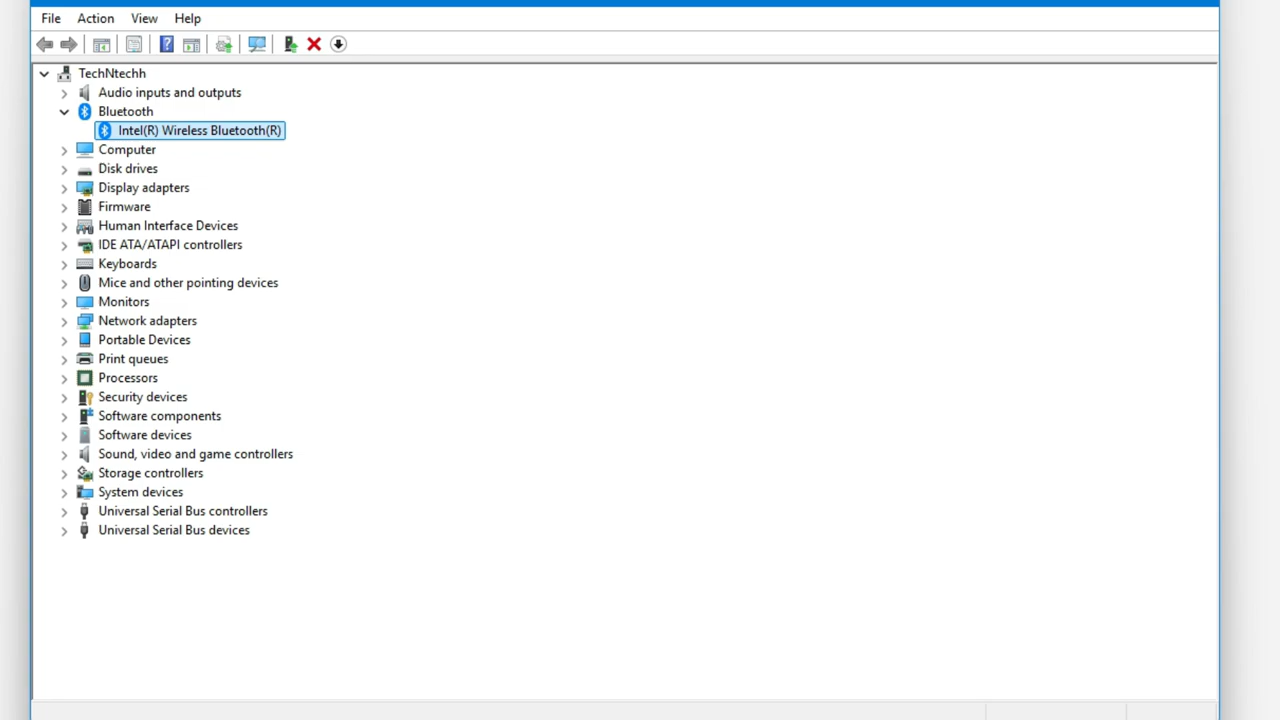 File Action View Help
TechNtechh
Audio inputs and outputs
Bluetooth
Intel(R) Wireless Bluetooth(R)
Computer
Disk drives
Display adapters
Firmware
Human Interface Devices
IDE ATA/ATAPI controllers
Keyboards
Mice and other pointing devices
Monitors
Network adapters
Portable Devices
Print queues
Processors
Security devices
Software components
Software devices
Sound, video and game controllers
Storage controllers
System devices
Universal Serial Bus controllers
Universal Serial Bus devices